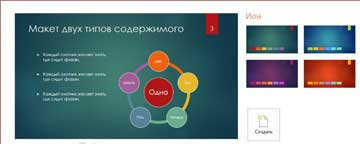 Макет двух типов содержимого
3
Ион
Каждый охотник желает знать, где сидит фазан.
Каждый охотник желает знать, где сидит фазан.
Каждый охотник желает знать, где сидит фазан.
Одна
Создать